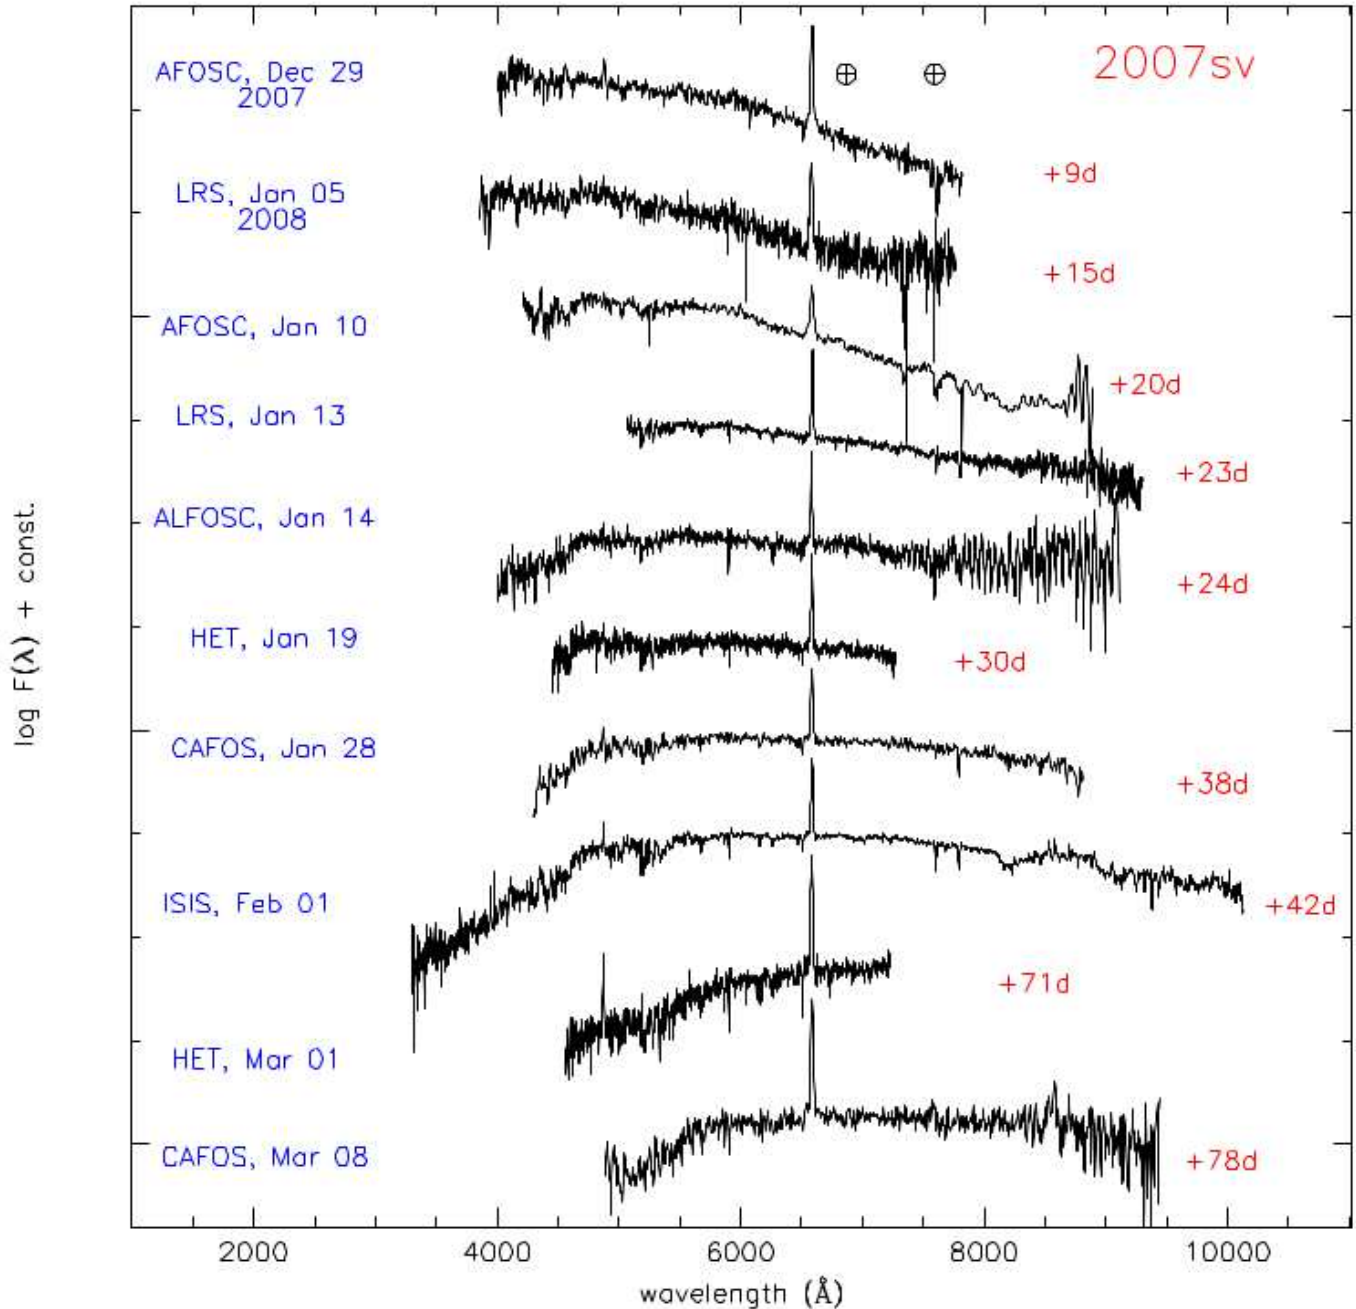 2007sv
AFOSC, Dec 29
2007
+9d
LRS, Jan 05
2008
+15d
AFOSC, Jan 10
+20d
LRS, Jan 13
+23d
ALFOSC, Jan 14
+24d
HET, Jan 19
+30d
CAFOS, Jan 28
+38d
ISIS, Feb 01
+42d
+71d
HET, Mar 01
CAFOS, Mar 08
+78d
log F(λ) + const.
2000 4000 6000 8000 10000
wavelength (Å)